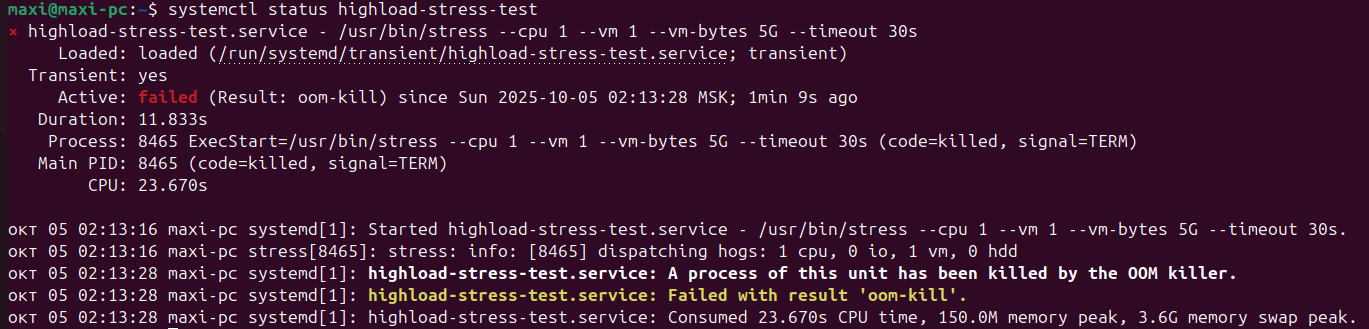 maxi@maxi-pc:~$ systemctl status highload-stress-test
× highload-stress-test.service - /usr/bin/stress --cpu 1 --vm 1 --vm-bytes 5G --timeout 30s
Loaded: loaded (/run/systemd/transient/highload-stress-test.service; transient)
Transient: yes
Active: failed (Result: oom-kill) since Sun 2025-10-05 02:13:28 MSK; 1min 9s ago
Duration: 11.833s
Process: 8465 ExecStart=/usr/bin/stress --cpu 1 --vm 1 --vm-bytes 5G --timeout 30s (code=killed, signal=TERM)
Main PID: 8465 (code=killed, signal=TERM)
CPU: 23.670s
окт 05 02:13:16 maxi-pc systemd[1]: Started highload-stress-test.service - /usr/bin/stress --cpu 1 --vm 1 --vm-bytes 5G --timeout 30s.
окт 05 02:13:16 maxi-pc stress[8465]: stress: info: [8465] dispatching hogs: 1 cpu, 0 io, 1 vm, 0 hdd
окт 05 02:13:28 maxi-pc systemd[1]: highload-stress-test.service: A process of this unit has been killed by the OOM killer.
окт 05 02:13:28 maxi-pc systemd[1]: highload-stress-test.service: Failed with result 'oom-kill'.
окт 05 02:13:28 maxi-pc systemd[1]: highload-stress-test.service: Consumed 23.670s CPU time, 150.0M memory peak, 3.6G memory swap peak.